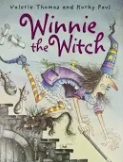 Valerie Thomas and Korky Paul
Winnie
the Witch